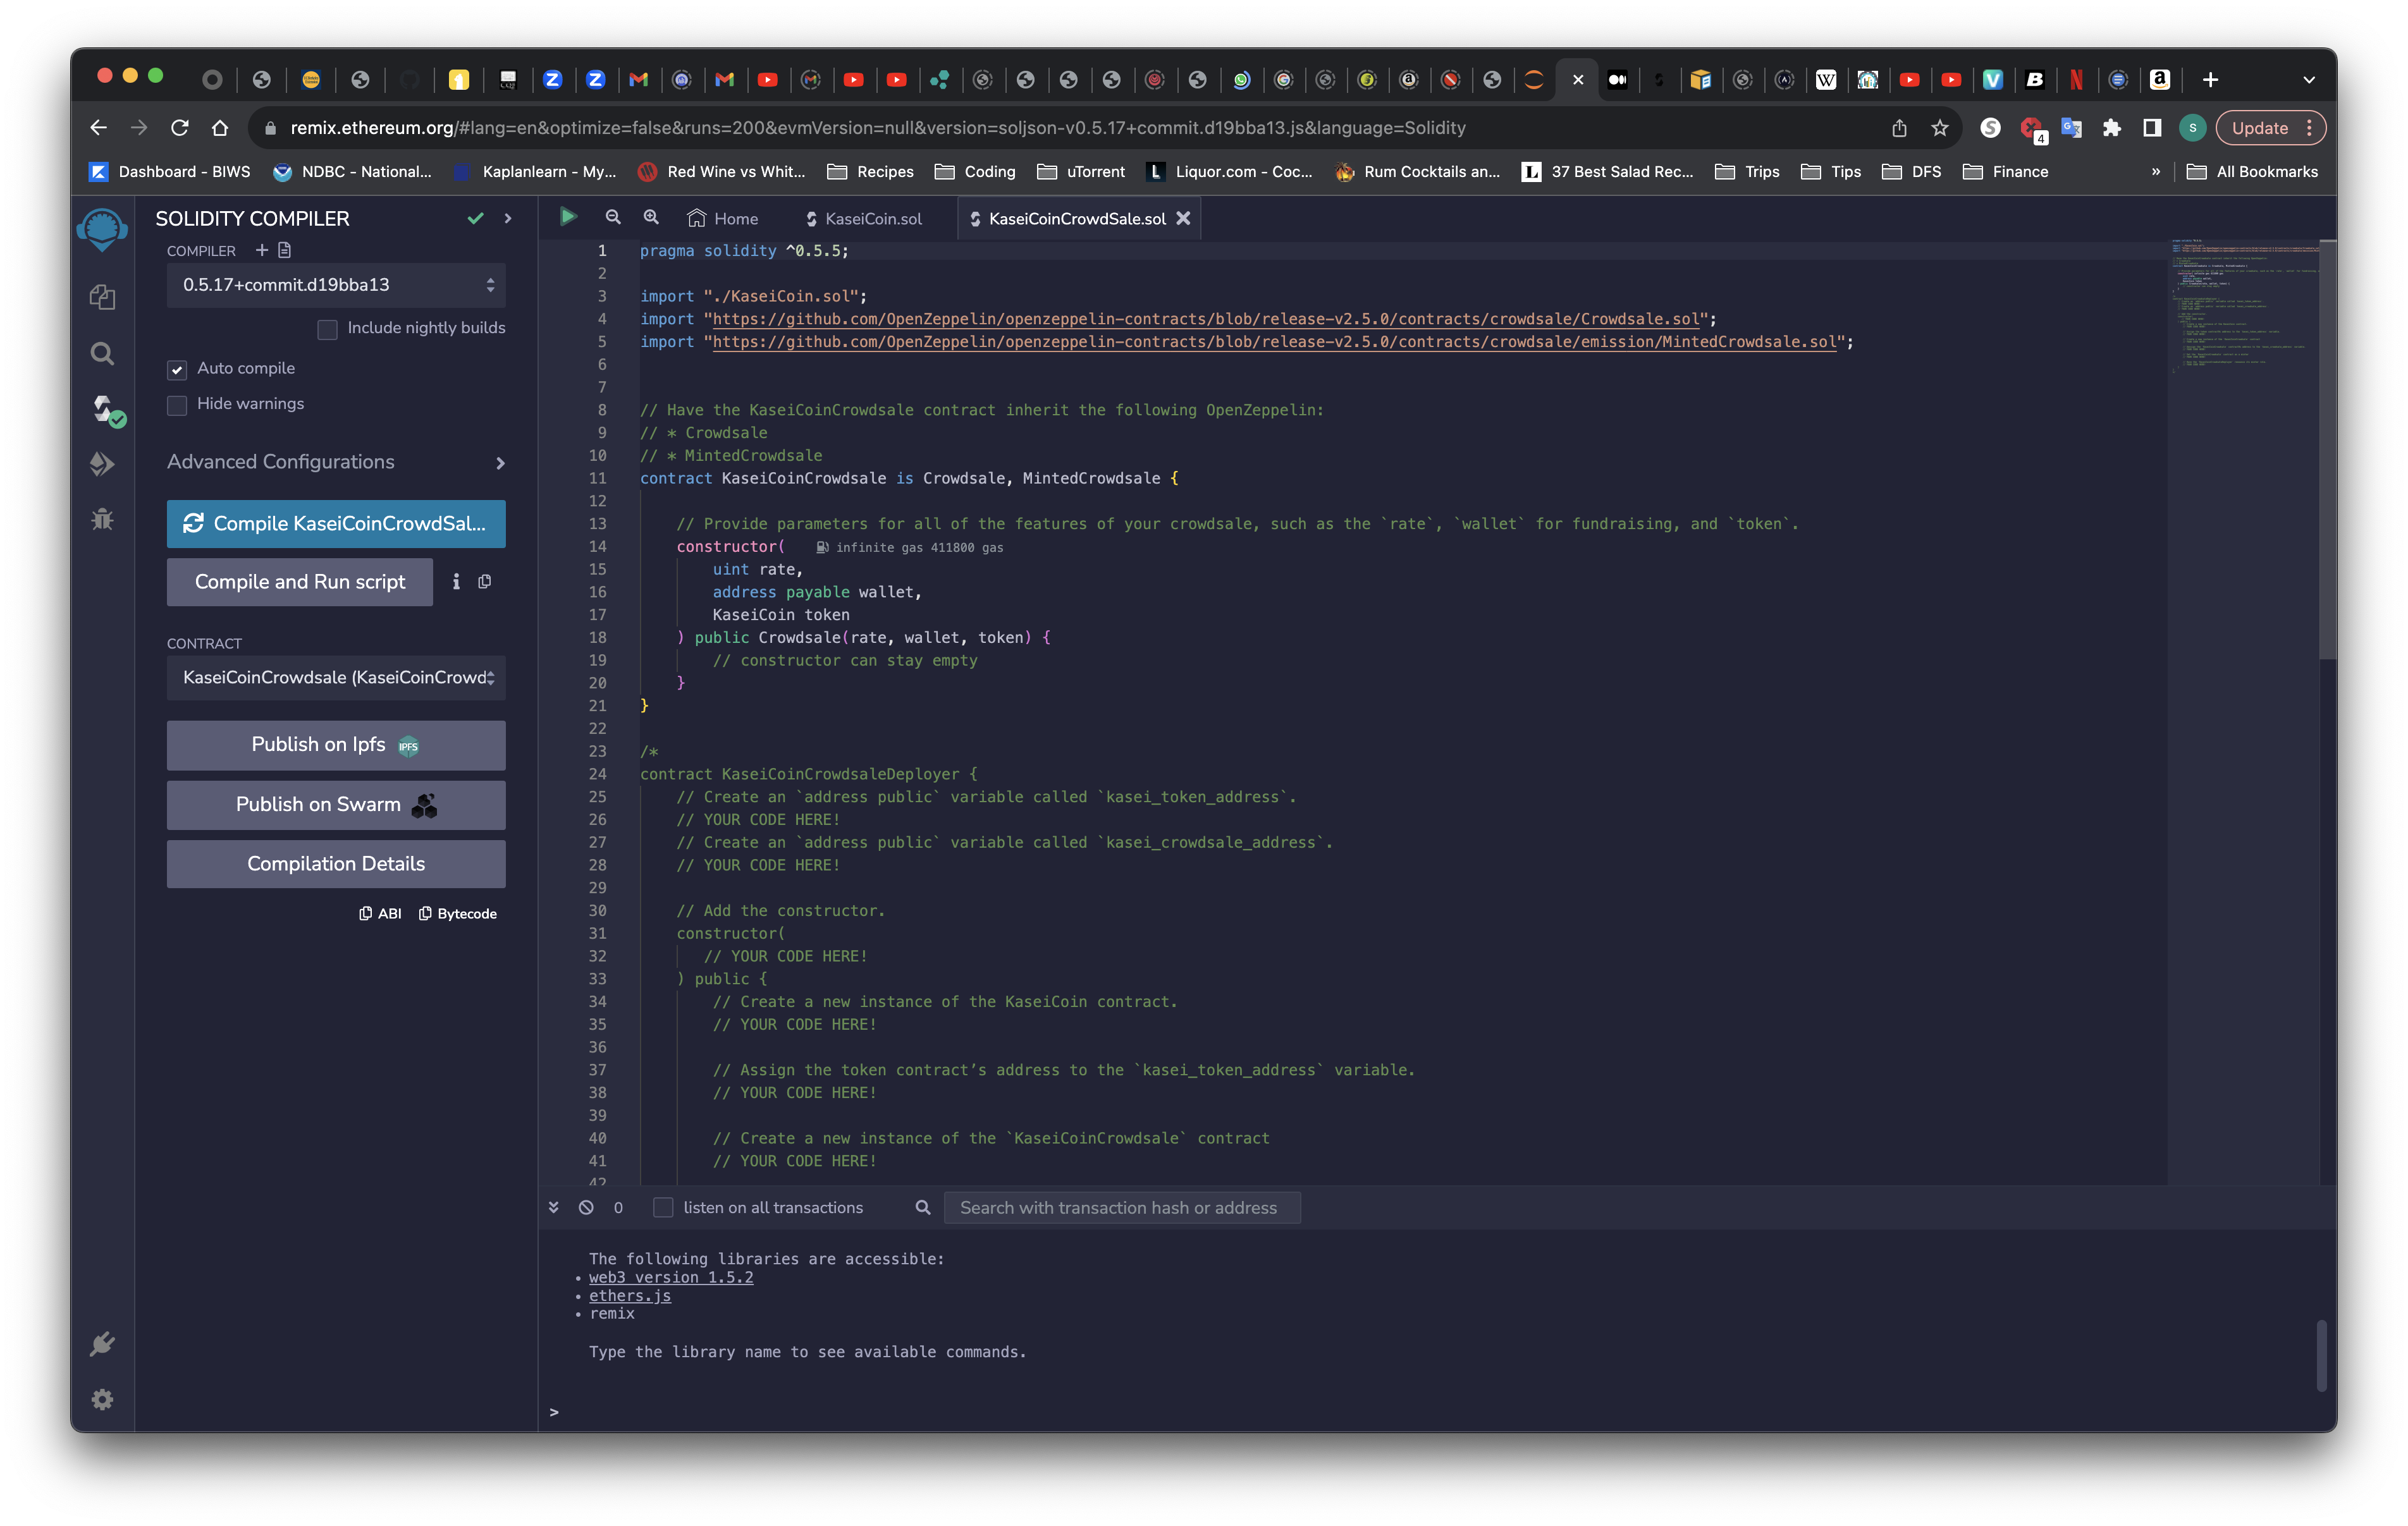 remix.ethereum.org/#lang=en&optimize=false&runs=200&evmVersion=null&version=soljson-v0.5.17+commit.d19bba13.js&language=Solidity
4
S
Update
Dashboard - BIWS
NDBC - National...
Kaplanlearn - My...
Red Wine vs Whit...
Recipes
Coding
uTorrent
Liquor.com - Coc...
Rum Cocktails an...
37 Best Salad Rec...
Trips
Tips
DFS
Finance
»
All Bookmarks
SOLIDITY COMPILER
COMPILER
0.5.17+commit.d19bba13
Include nightly builds
Auto compile
Hide warnings
Advanced Configurations
Compile KaseiCoinCrowdSal...
Compile and Run script
CONTRACT
KaseiCoinCrowdsale (KaseiCoinCrowd
Publish on Ipfs IPFS
Publish on Swarm
Compilation Details
ABI
Bytecode
Home
KaseiCoin.sol
KaseiCoinCrowdSale.sol
1 pragma solidity ^0.5.5;
2
3 import "./KaseiCoin.sol";
4 import "https://github.com/OpenZeppelin/openzeppelin-contracts/blob/release-v2.5.0/contracts/crowdsale/Crowdsale.sol";
5 import "https://github.com/OpenZeppelin/openzeppelin-contracts/blob/release-v2.5.0/contracts/crowdsale/emission/MintedCrowdsale.sol";
6
7
8 // Have the KaseiCoinCrowdsale contract inherit the following OpenZeppelin:
9 // * Crowdsale
10 // * MintedCrowdsale
11 contract KaseiCoinCrowdsale is Crowdsale, MintedCrowdsale {
12
13 // Provide parameters for all of the features of your crowdsale, such as the `rate`, `wallet` for fundraising, and `token`.
14 constructor( infinite gas 411800 gas
15 uint rate,
16 address payable wallet,
17 KaseiCoin token
18 ) public Crowdsale(rate, wallet, token) {
19 // constructor can stay empty
20 }
21 }
22
23 /*
24 contract KaseiCoinCrowdsaleDeployer {
25 // Create an `address public` variable called `kasei_token_address`.
26 // YOUR CODE HERE!
27 // Create an `address public` variable called `kasei_crowdsale_address`.
28 // YOUR CODE HERE!
29
30 // Add the constructor.
31 constructor(
32 // YOUR CODE HERE!
33 ) public {
34 // Create a new instance of the KaseiCoin contract.
35 // YOUR CODE HERE!
36
37 // Assign the token contract’s address to the `kasei_token_address` variable.
38 // YOUR CODE HERE!
39
40 // Create a new instance of the `KaseiCoinCrowdsale` contract
41 // YOUR CODE HERE!
42
0
listen on all transactions
Search with transaction hash or address
The following libraries are accessible:
• web3 version 1.5.2
• ethers.js
• remix
Type the library name to see available commands.
>